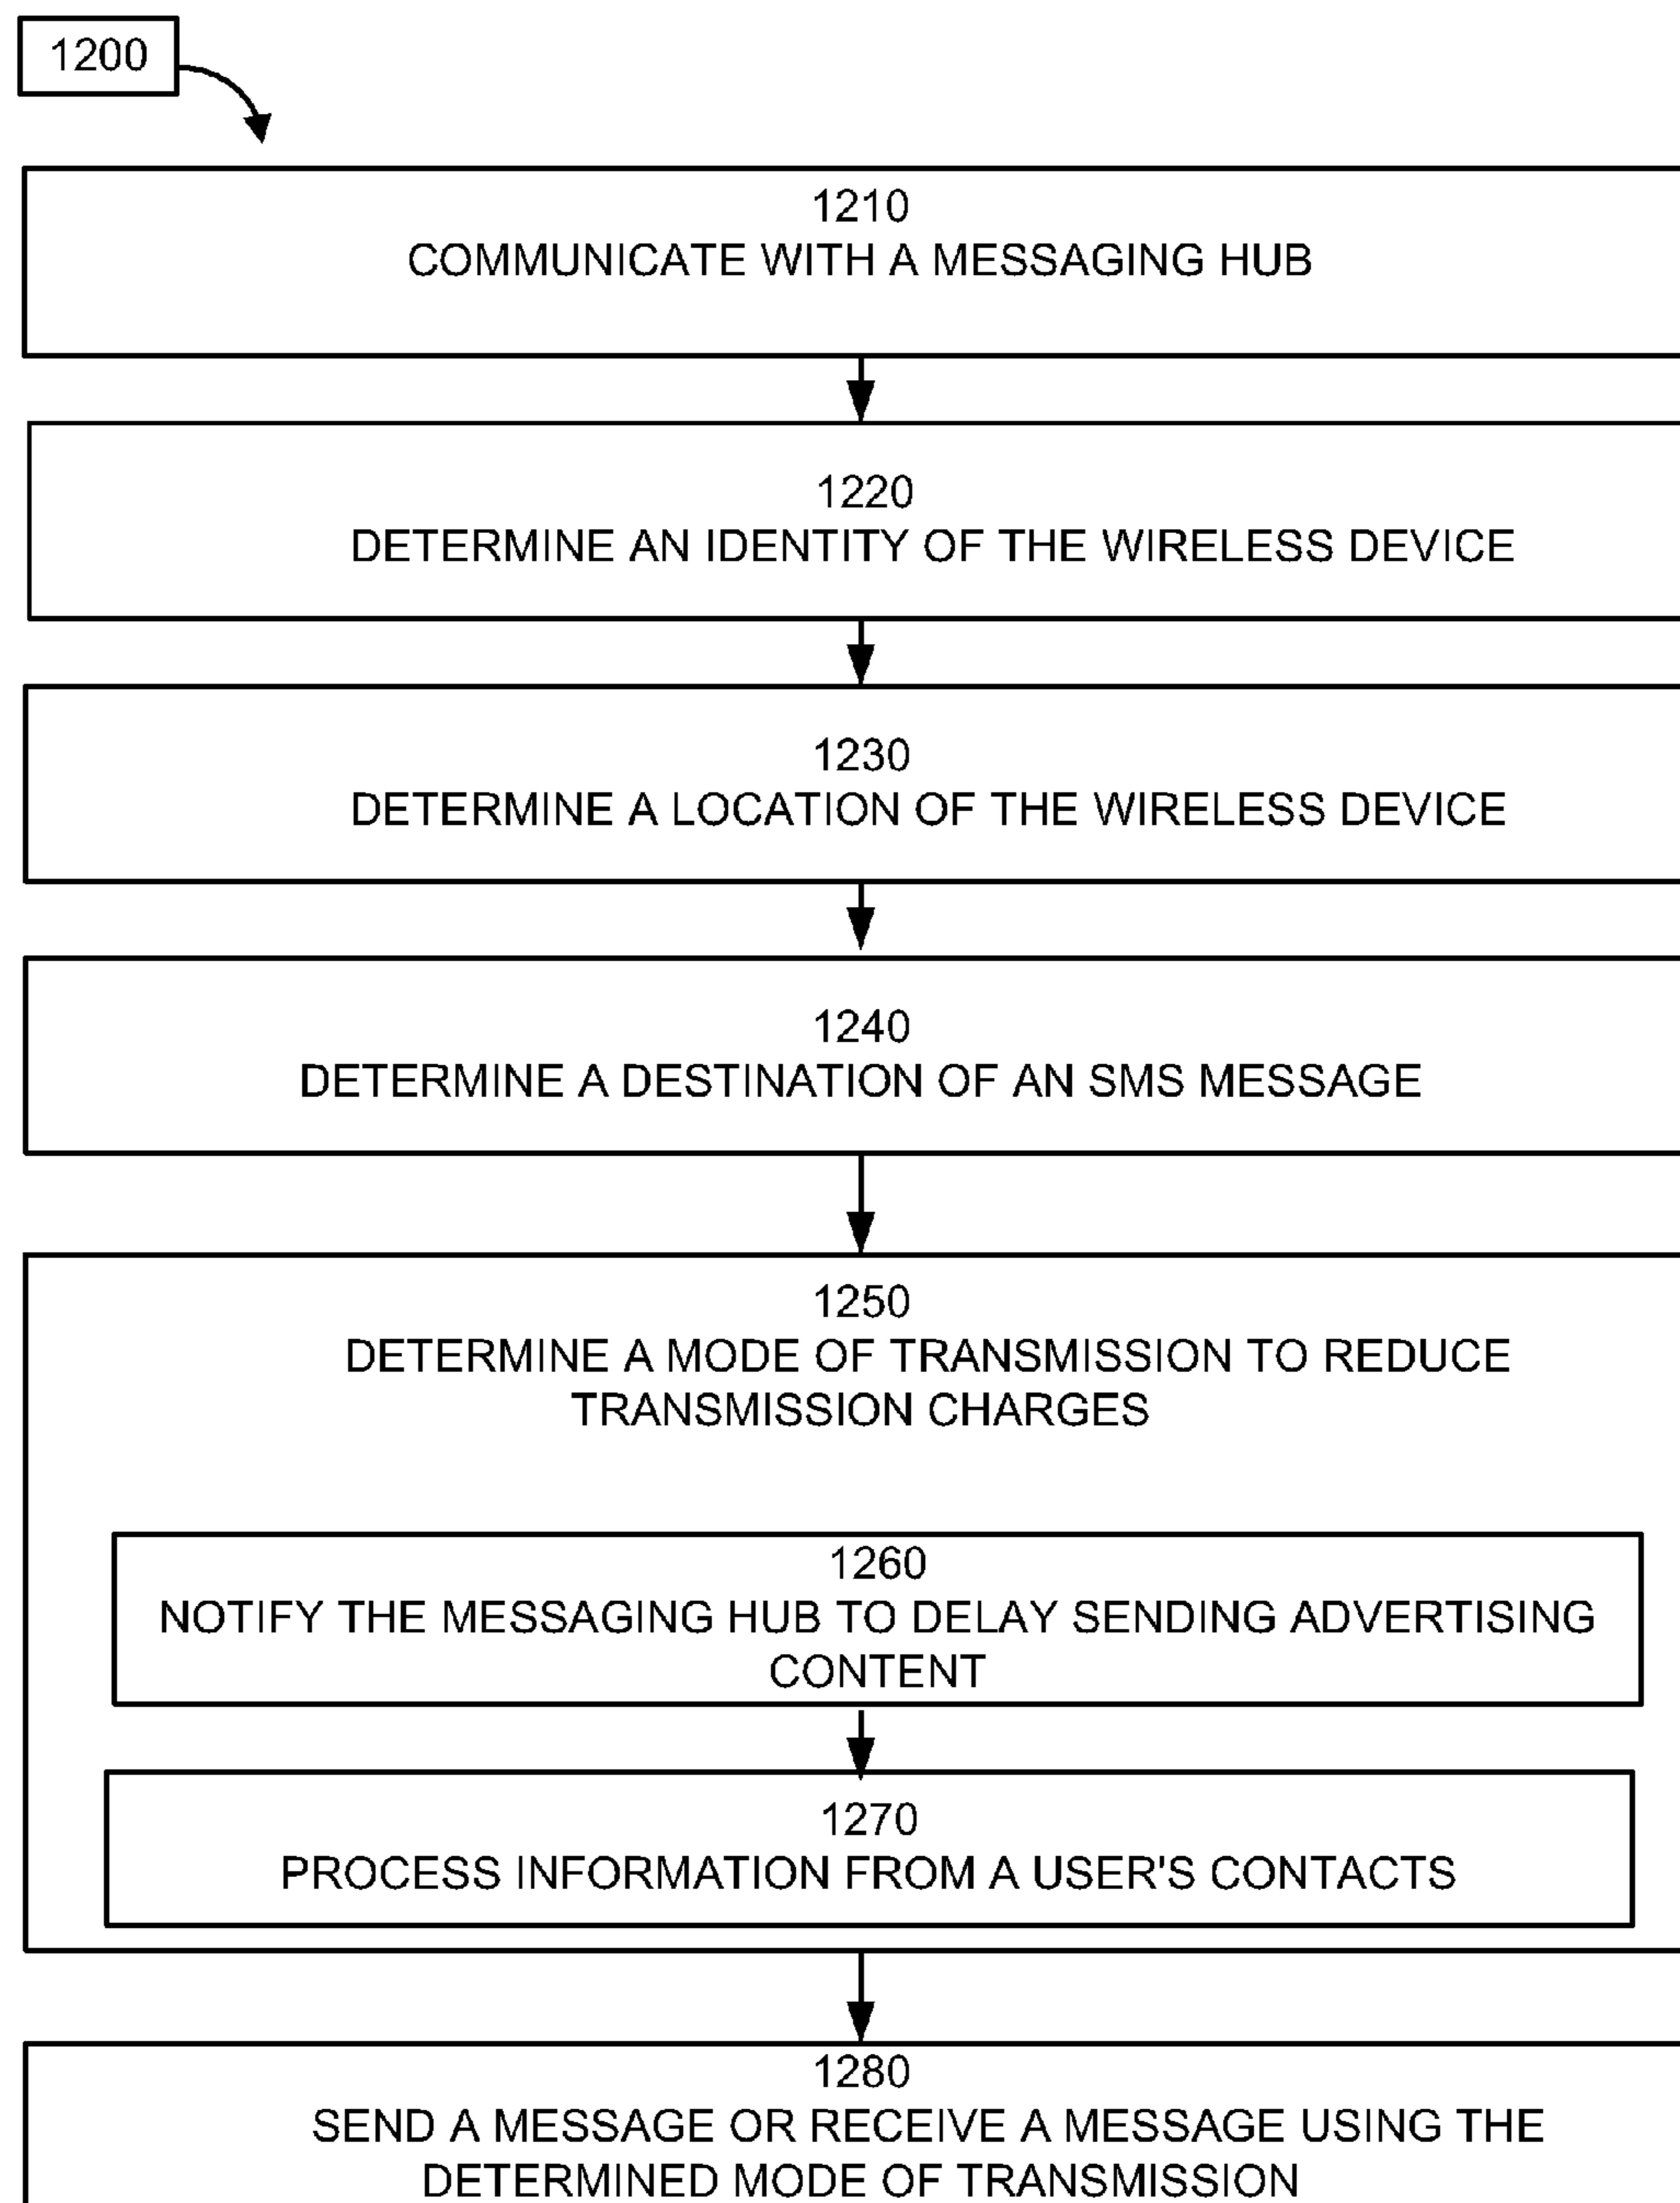 1200
1210
COMMUNICATE WITH A MESSAGING HUB
1220
DETERMINE AN IDENTITY OF THE WIRELESS DEVICE
1230
DETERMINE A LOCATION OF THE WIRELESS DEVICE
1240
DETERMINE A DESTINATION OF AN SMS MESSAGE
1250
DETERMINE A MODE OF TRANSMISSION TO REDUCE
TRANSMISSION CHARGES
1260
NOTIFY THE MESSAGING HUB TO DELAY SENDING ADVERTISING
CONTENT
1270
PROCESS INFORMATION FROM A USER'S CONTACTS
1280
SEND A MESSAGE OR RECEIVE A MESSAGE USING THE
DETERMINED MODE OF TRANSMISSION